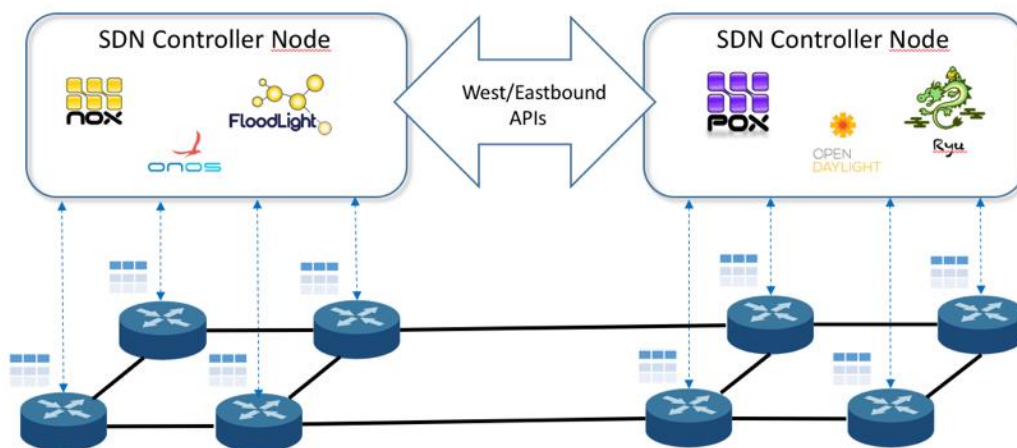 SDN Controller Node
NOX
FLOODLIGHT
onos
West/Eastbound
APIs
SDN Controller Node
POX
OPEN
DAYLIGHT
Ryu